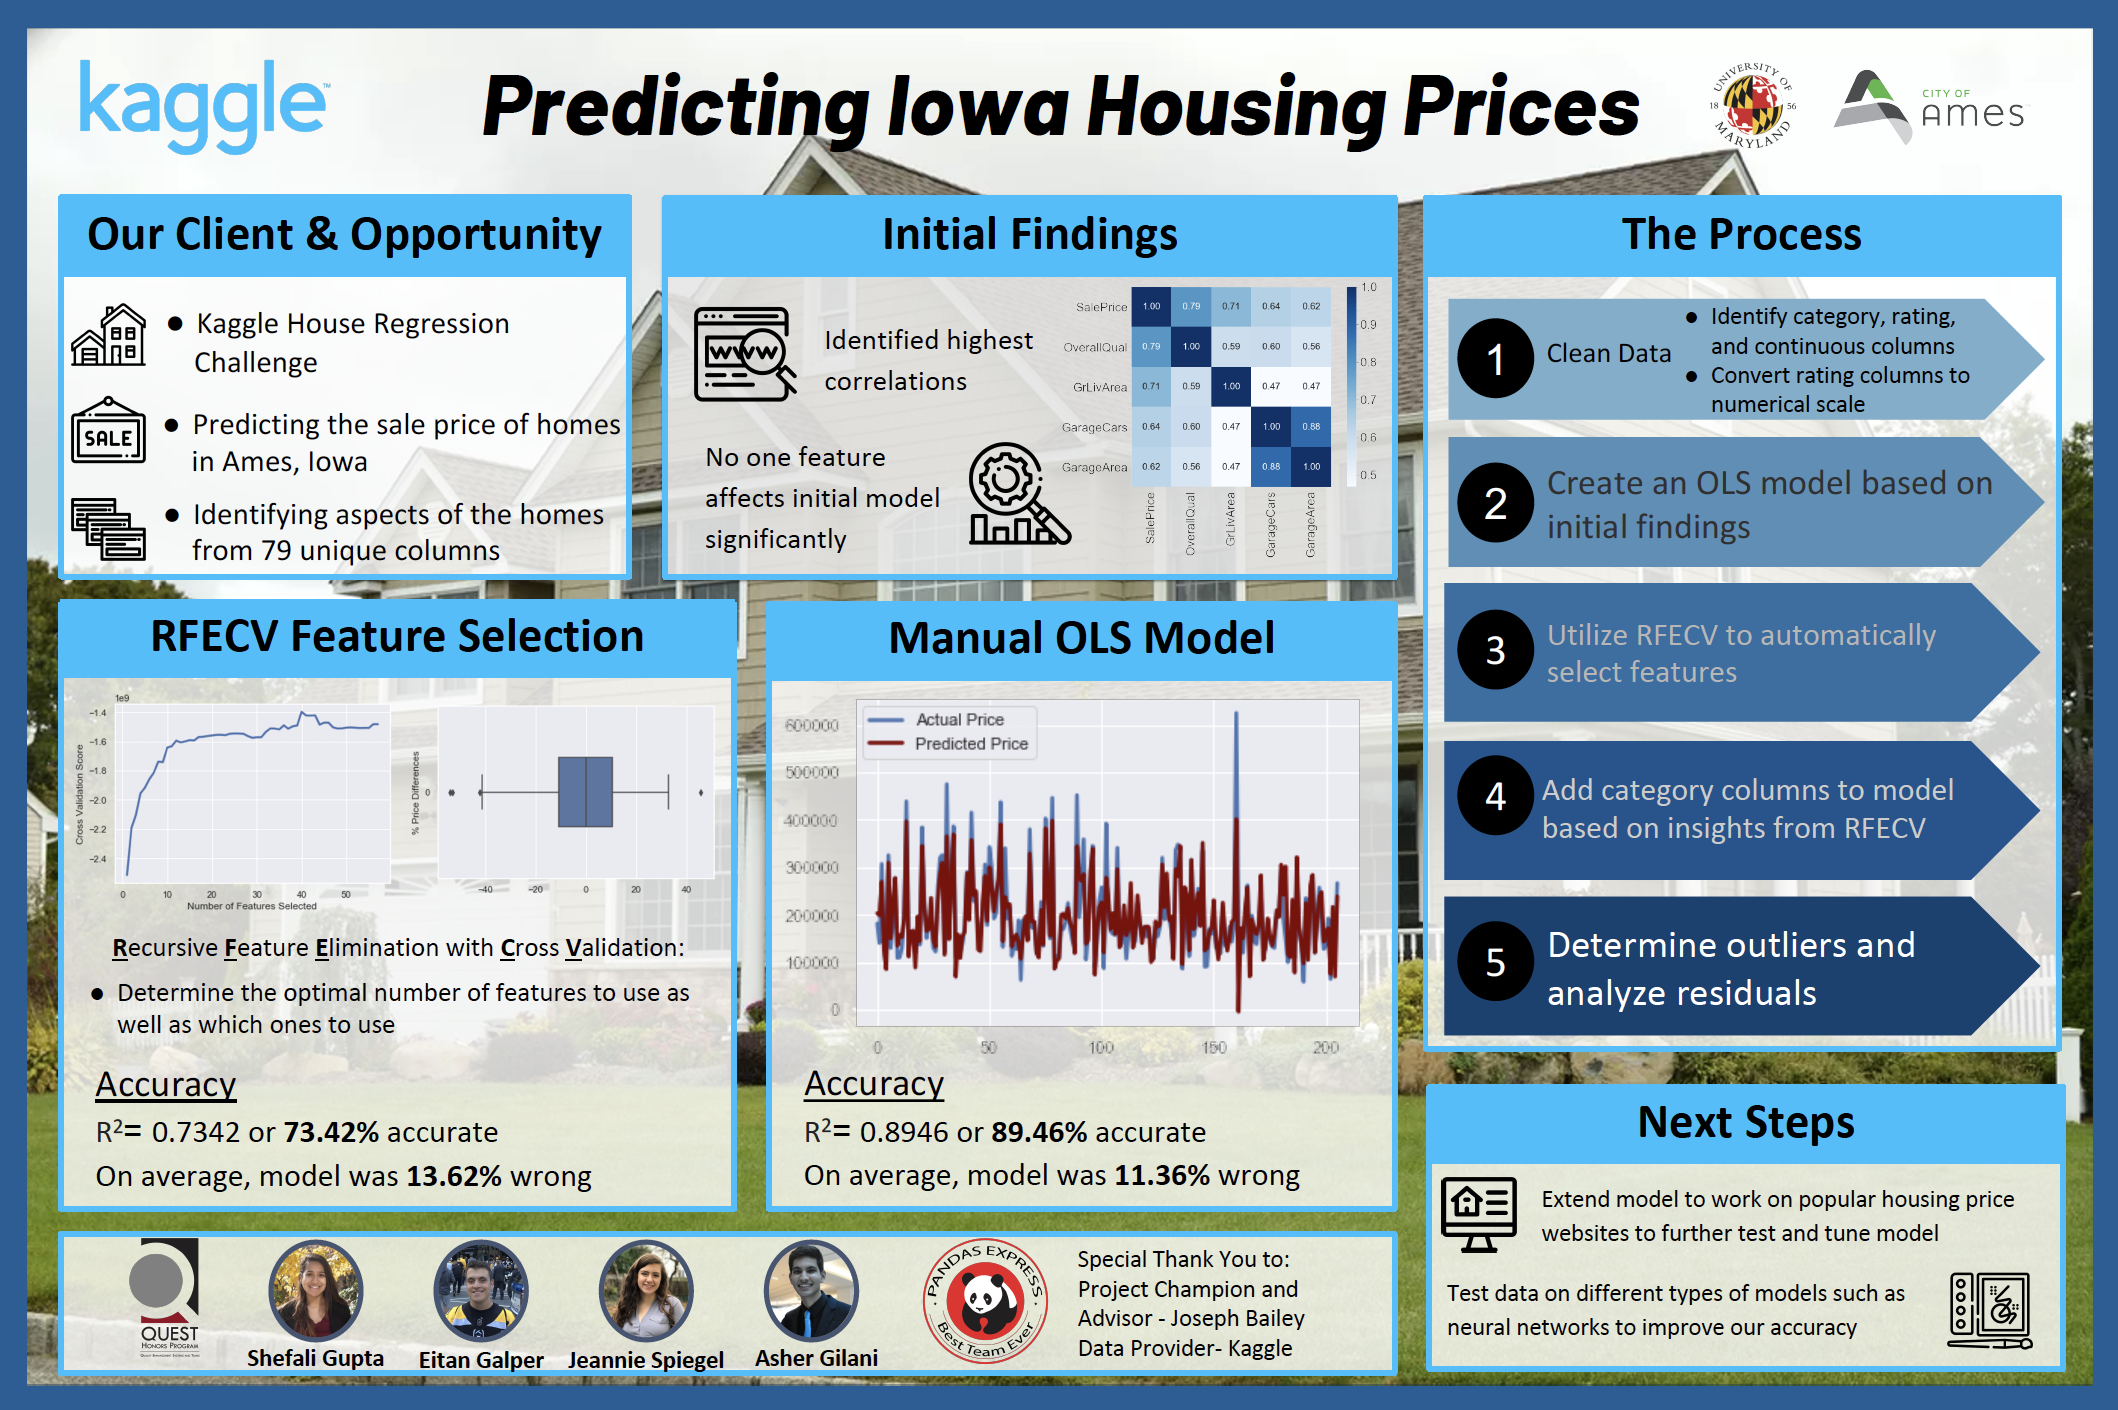 kaggle™
Predicting Iowa Housing Prices
UNIVERSITY OF
18 56
MARYLAND
CITY OF
AMES
Our Client & Opportunity
● Kaggle House Regression
Challenge
SALE
● Predicting the sale price of homes
in Ames, Iowa
● Identifying aspects of the homes
from 79 unique columns
Initial Findings
www
Identified highest
correlations
No one feature
affects initial model
significantly
SalePrice 1.00 0.79 0.71 0.64 0.62
OverallQual 0.79 1.00 0.59 0.60 0.56
GrLivArea 0.71 0.59 1.00 0.47 0.47
GarageCars 0.64 0.60 0.47 1.00 0.88
GarageArea 0.62 0.56 0.47 0.88 1.00
SalePrice
OverallQual
GrLivArea
GarageCars
GarageArea
1.0
0.9
0.8
0.7
0.6
0.5
The Process
1 Clean Data
● Identify category, rating,
and continuous columns
● Convert rating columns to
numerical scale
2 Create an OLS model based on
initial findings
3 Utilize RFECV to automatically
select features
4 Add category columns to model
based on insights from RFECV
5 Determine outliers and
analyze residuals
RFECV Feature Selection
1e9
−1.4
−1.6
−1.8
−2.0
−2.2
−2.4
Cross Validation Score
0 10 20 30 40 50
Number of Features Selected
% Price Differences
0
−40 −20 0 20 40
Recursive Feature Elimination with Cross Validation:
● Determine the optimal number of features to use as
well as which ones to use
Accuracy
R²= 0.7342 or 73.42% accurate
On average, model was 13.62% wrong
Manual OLS Model
Actual Price
Predicted Price
600000
500000
400000
300000
200000
100000
0
0 50 100 150 200
Accuracy
R²= 0.8946 or 89.46% accurate
On average, model was 11.36% wrong
Next Steps
Extend model to work on popular housing price
websites to further test and tune model
Test data on different types of models such as
neural networks to improve our accuracy
QUEST
HONORS PROGRAM
Shefali Gupta
Eitan Galper
Jeannie Spiegel
Asher Gilani
PANDAS EXPRESS
Best Team Ever
Special Thank You to:
Project Champion and
Advisor - Joseph Bailey
Data Provider- Kaggle